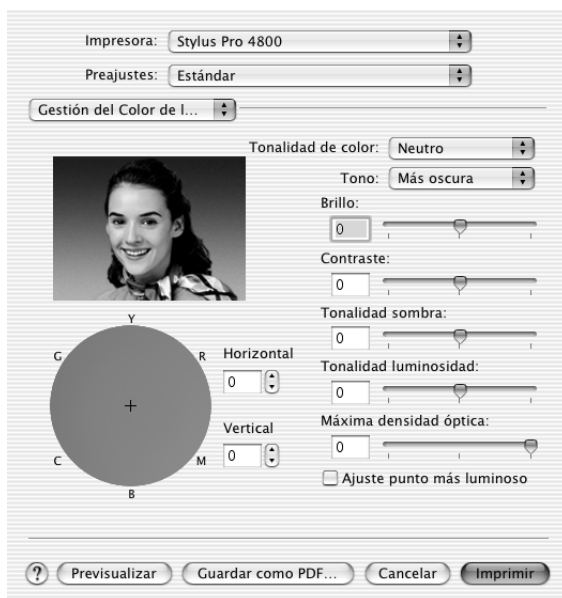 Impresora: Stylus Pro 4800
Preajustes: Estándar
Gestión del Color de l...
Tonalidad de color: Neutro
Tono: Más oscura
Brillo:
0
Contraste:
0
Tonalidad sombra:
0
Tonalidad luminosidad:
0
Máxima densidad óptica:
0
Ajuste punto más luminoso
Y
G R
C M
B
Horizontal
0
Vertical
0
? Previsualizar Guardar como PDF... Cancelar Imprimir